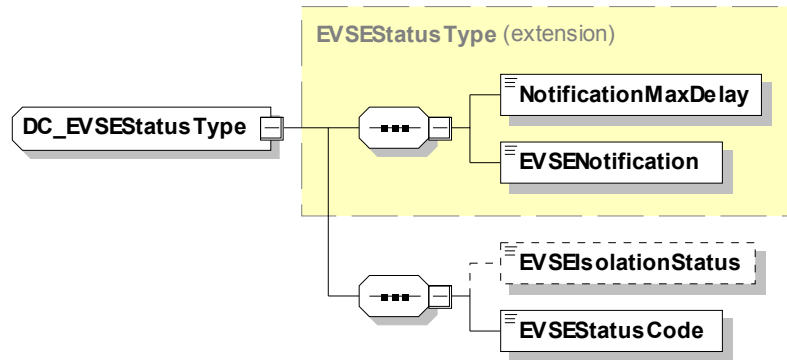 EVSEStatusType (extension)
NotificationMaxDelay
DC_EVSEStatusType
EVSENotification
EVSEIsolationStatus
EVSEStatusCode